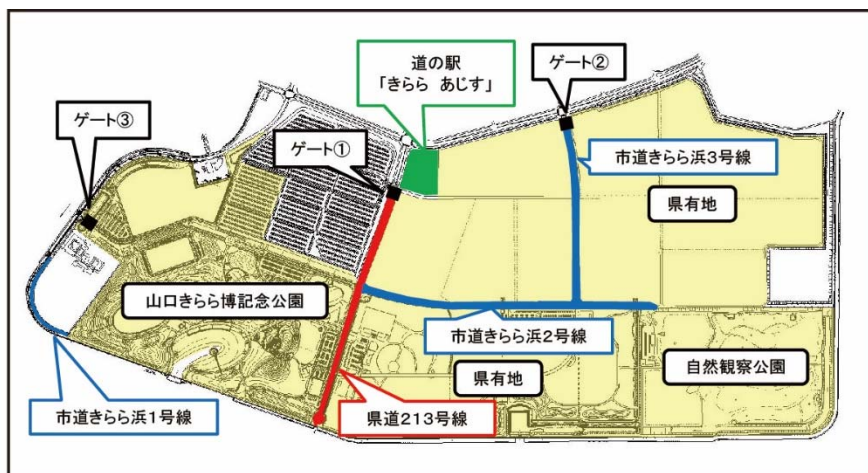 道の駅
「きらら あじす」
ゲート②
ゲート③
ゲート①
市道きらら浜3号線
県有地
山口きらら博記念公園
市道きらら浜2号線
自然観察公園
県有地
市道きらら浜1号線
県道213号線